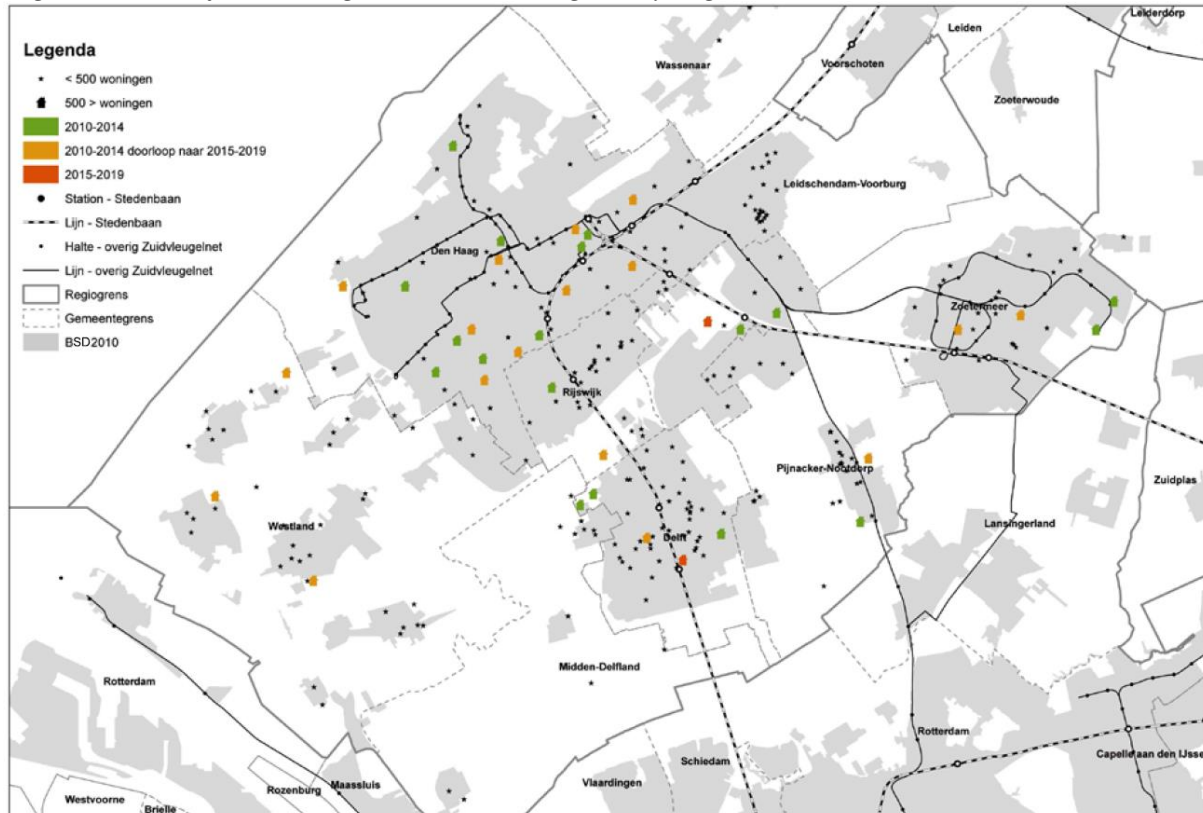 Legenda
< 500 woningen
500 > woningen
2010-2014
2010-2014 doorloop naar 2015-2019
2015-2019
Station - Stedenbaan
Lijn - Stedenbaan
Halte - overig Zuidvleugelnet
Lijn - overig Zuidvleugelnet
Regiogrens
Gemeentegrens
BSD2010
Leiderdorp
Leiden
Wassenaar
Voorschoten
Zoeterwoude
Leidschendam-Voorburg
Den Haag
Zoetermeer
Rijswijk
Pijnacker-Nootdorp
Zuidplas
Westland
Delft
Lansingerland
Midden-Delfland
Rotterdam
Rotterdam
Schiedam
Capelle aan den IJsse
Vlaardingen
Maassluis
Rozenburg
Westvoorne
Brielle